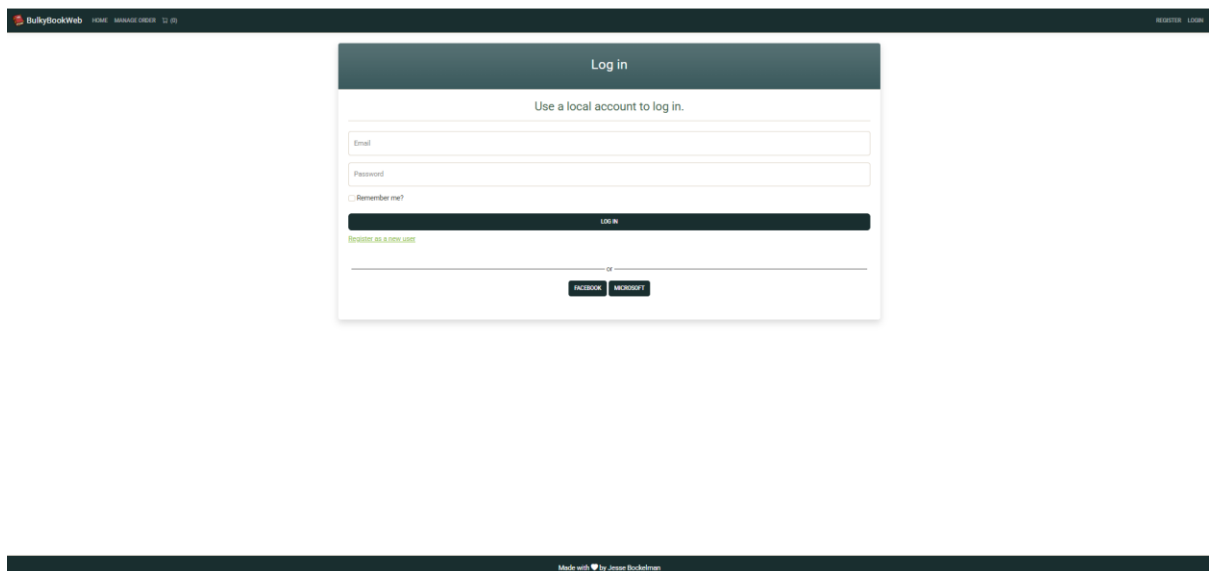 BulkyBookWeb HOME MANAGE ORDER (0) REGISTER LOGIN
Log in
Use a local account to log in.
Email
Password
Remember me?
LOG IN
Register as a new user
or
FACEBOOK MICROSOFT
Made with by Jesse Bockelman